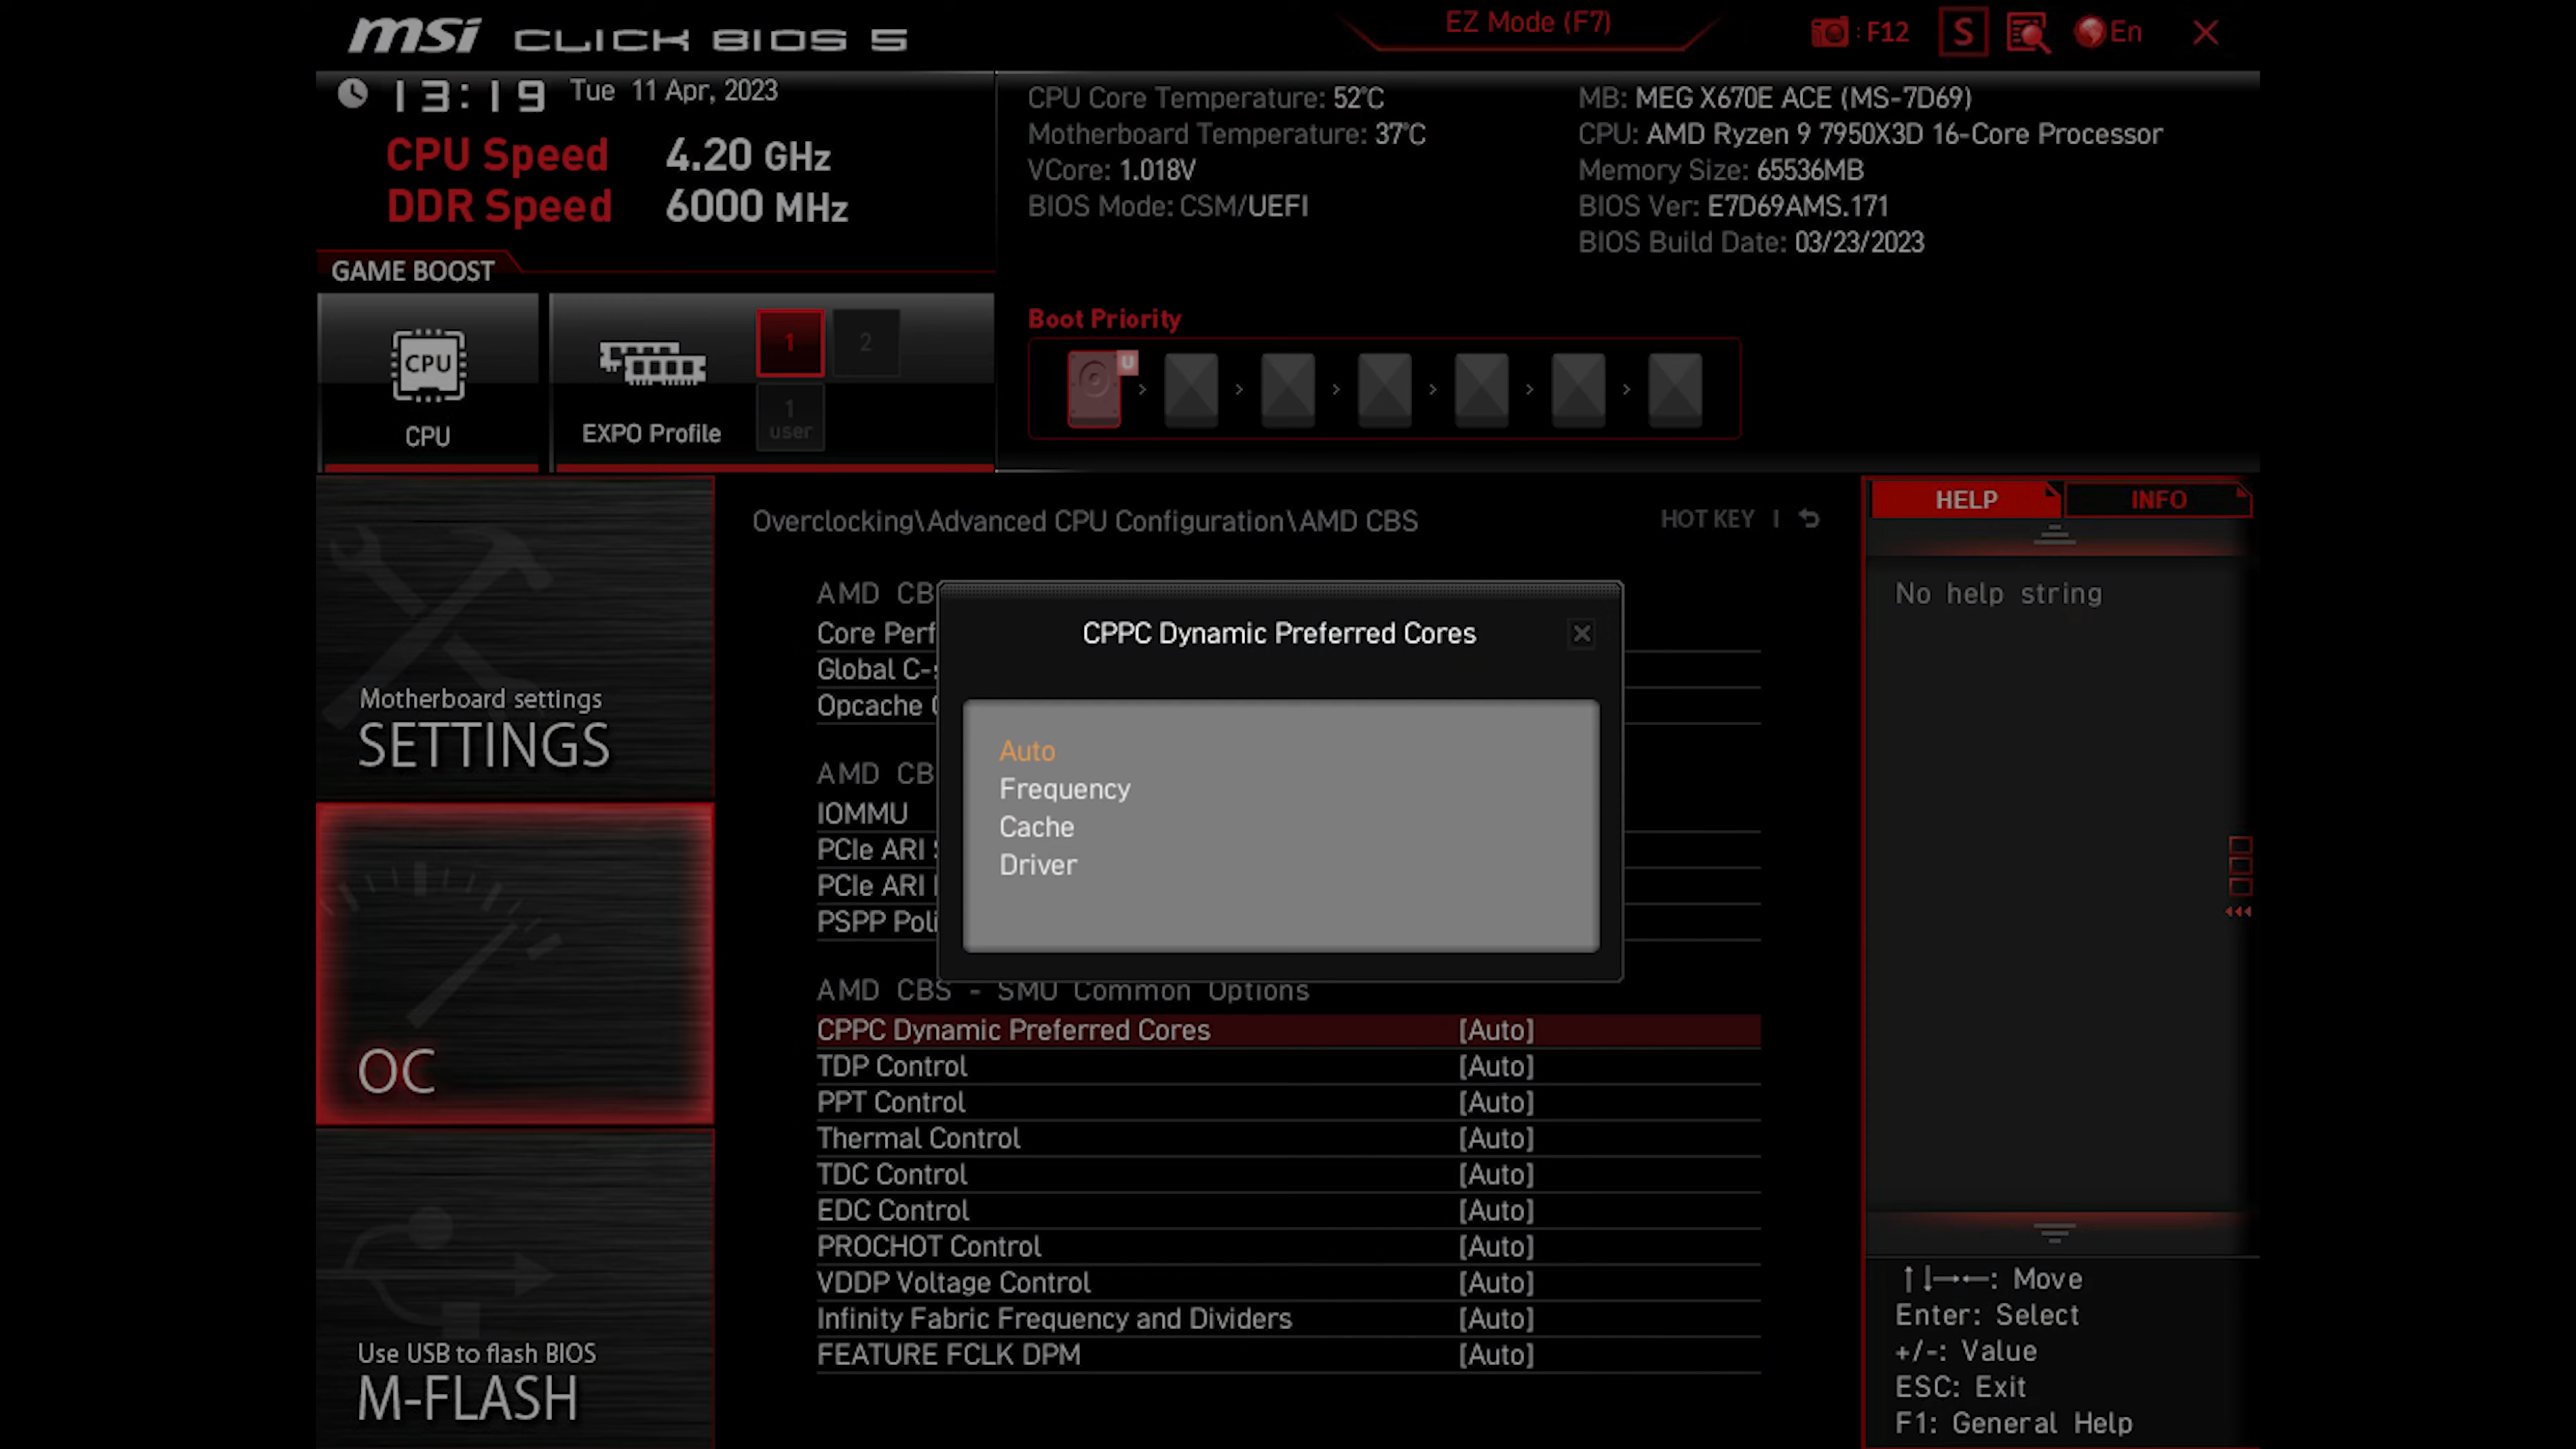 msi CLICK BIOS 5
EZ Mode (F7)
: F12
S
En
13:19 Tue 11 Apr, 2023
CPU Speed 4.20 GHz
DDR Speed 6000 MHz
CPU Core Temperature: 52°C
Motherboard Temperature: 37°C
VCore: 1.018V
BIOS Mode: CSM/UEFI
MB: MEG X670E ACE (MS-7D69)
CPU: AMD Ryzen 9 7950X3D 16-Core Processor
Memory Size: 65536MB
BIOS Ver: E7D69AMS.171
BIOS Build Date: 03/23/2023
GAME BOOST
CPU
CPU
EXPO Profile
1
2
1
user
Boot Priority
U
Motherboard settings
SETTINGS
OC
Use USB to flash BIOS
M-FLASH
Overclocking\Advanced CPU Configuration\AMD CBS
HOT KEY |
AMD CB
Core Perf
Global C-
Opcache
AMD CB
IOMMU
PCIe ARI
PCIe ARI
PSPP Poli
CPPC Dynamic Preferred Cores
Auto
Frequency
Cache
Driver
AMD CBS - SMU Common Options
CPPC Dynamic Preferred Cores [Auto]
TDP Control [Auto]
PPT Control [Auto]
Thermal Control [Auto]
TDC Control [Auto]
EDC Control [Auto]
PROCHOT Control [Auto]
VDDP Voltage Control [Auto]
Infinity Fabric Frequency and Dividers [Auto]
FEATURE FCLK DPM [Auto]
HELP
INFO
No help string
↑↓→←: Move
Enter: Select
+/-: Value
ESC: Exit
F1: General Help